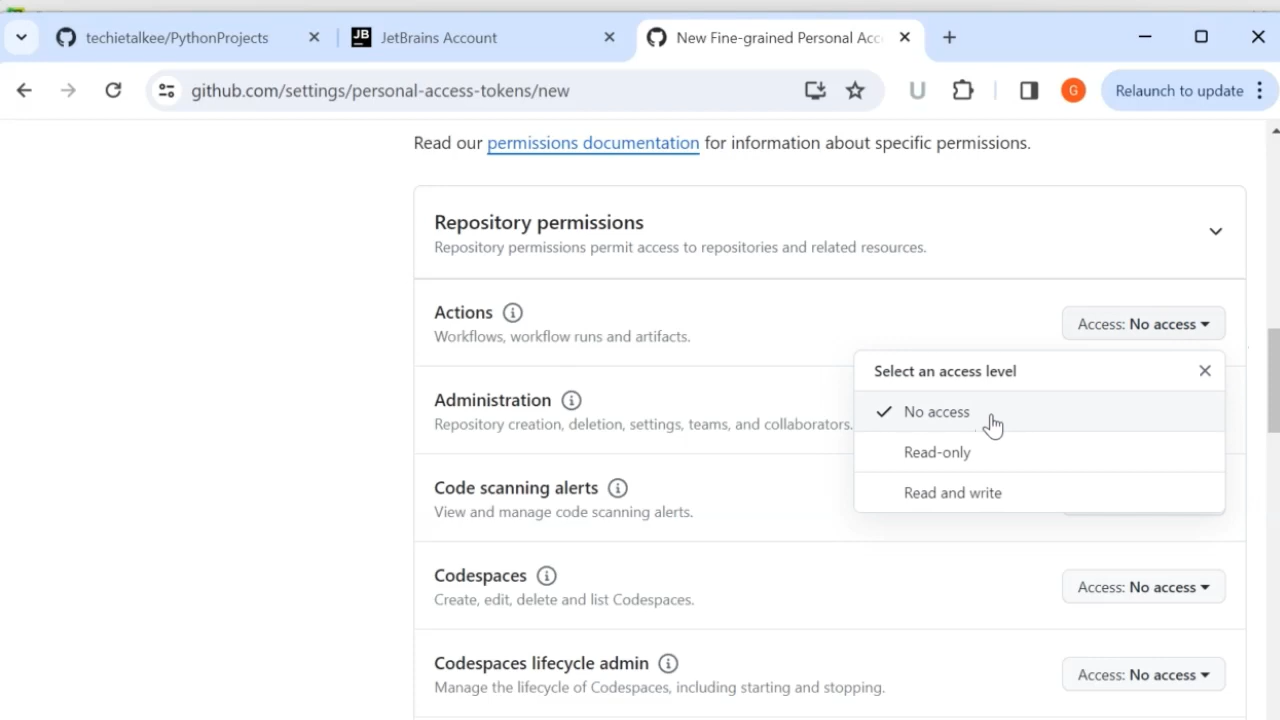 techietalkee/PythonProjects
JB
JetBrains Account
New Fine-grained Personal Acc
github.com/settings/personal-access-tokens/new
U
G
Relaunch to update
Read our permissions documentation for information about specific permissions.
Repository permissions
Repository permissions permit access to repositories and related resources.
Actions
Access: No access
Workflows, workflow runs and artifacts.
Select an access level
No access
Read-only
Read and write
Administration
Repository creation, deletion, settings, teams, and collaborators.
Code scanning alerts
View and manage code scanning alerts.
Codespaces
Access: No access
Create, edit, delete and list Codespaces.
Codespaces lifecycle admin
Access: No access
Manage the lifecycle of Codespaces, including starting and stopping.